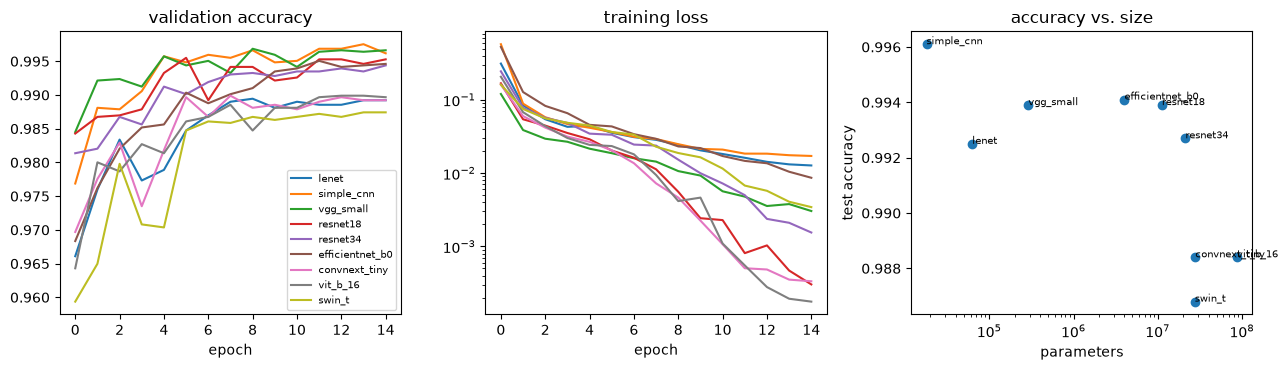 validation accuracy
0.995
0.990
0.985
0.980
0.975
0.970
0.965
0.960
0 2 4 6 8 10 12 14
epoch
lenet
simple_cnn
vgg_small
resnet18
resnet34
efficientnet_b0
convnext_tiny
vit_b_16
swin_t
training loss
10⁻¹
10⁻²
10⁻³
0 2 4 6 8 10 12 14
epoch
accuracy vs. size
test accuracy
0.996
0.994
0.992
0.990
0.988
simple_cnn
vgg_small
efficientnet_b0
resnet18
resnet34
lenet
convnext_tiny
vit_b_16
swin_t
10⁵ 10⁶ 10⁷ 10⁸
parameters